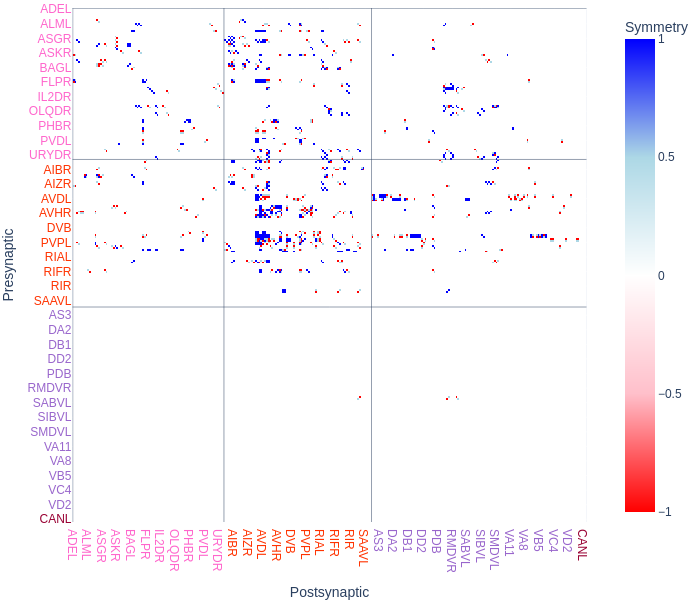 Symmetry
1
0.5
0
−0.5
−1
Presynaptic
ADEL
ALML
ASGR
ASKR
BAGL
FLPR
IL2DR
OLQDR
PHBR
PVDL
URYDR
AIBR
AIZR
AVDL
AVHR
DVB
PVPL
RIAL
RIFR
RIR
SAAVL
AS3
DA2
DB1
DD2
PDB
RMDVR
SABVL
SIBVL
SMDVL
VA11
VA8
VB5
VC4
VD2
CANL
ADEL
ALML
ASGR
ASKR
BAGL
FLPR
IL2DR
OLQDR
PHBR
PVDL
URYDR
AIBR
AIZR
AVDL
AVHR
DVB
PVPL
RIAL
RIFR
RIR
SAAVL
AS3
DA2
DB1
DD2
PDB
RMDVR
SABVL
SIBVL
SMDVL
VA11
VA8
VB5
VC4
VD2
CANL
Postsynaptic